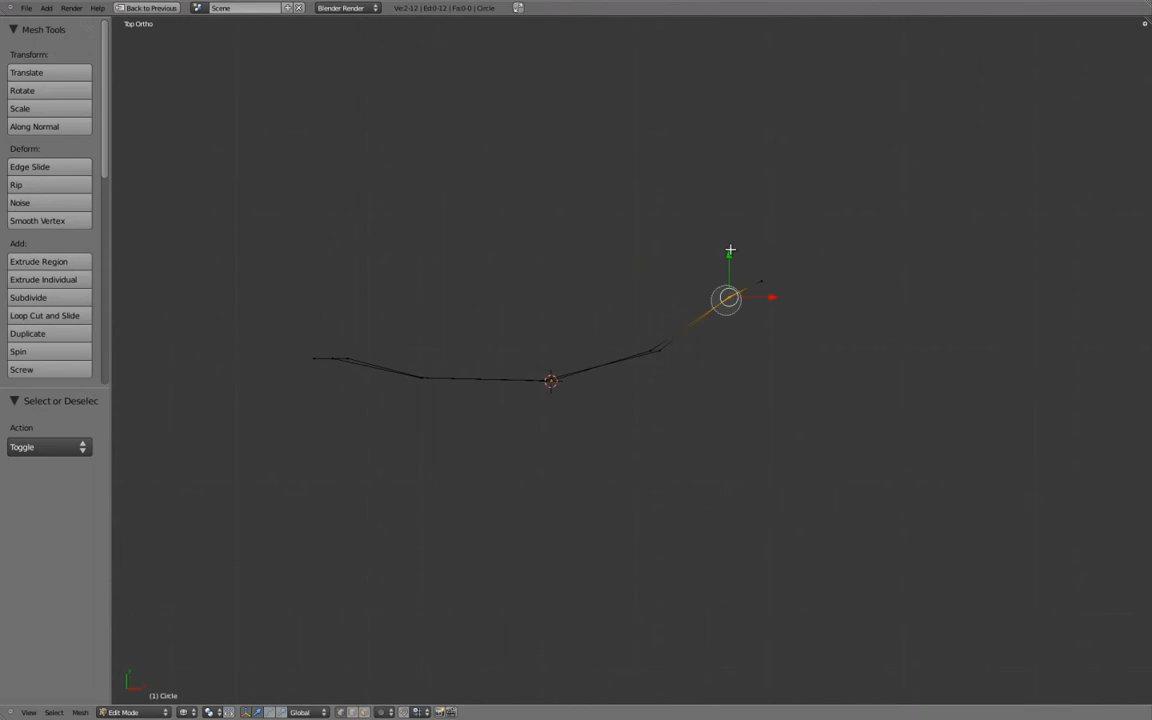 File Add Render Help Back to Previous Scene Blender Render Ve:2-12 | Ed:0-12 | Fa:0-0 | Circle
Top Ortho
Mesh Tools
Transform:
Translate
Rotate
Scale
Along Normal
Deform:
Edge Slide
Rip
Noise
Smooth Vertex
Add:
Extrude Region
Extrude Individual
Subdivide
Loop Cut and Slide
Duplicate
Spin
Screw
Select or Deselec
Action
Toggle
(1) Circle
View Select Mesh Edit Mode Global